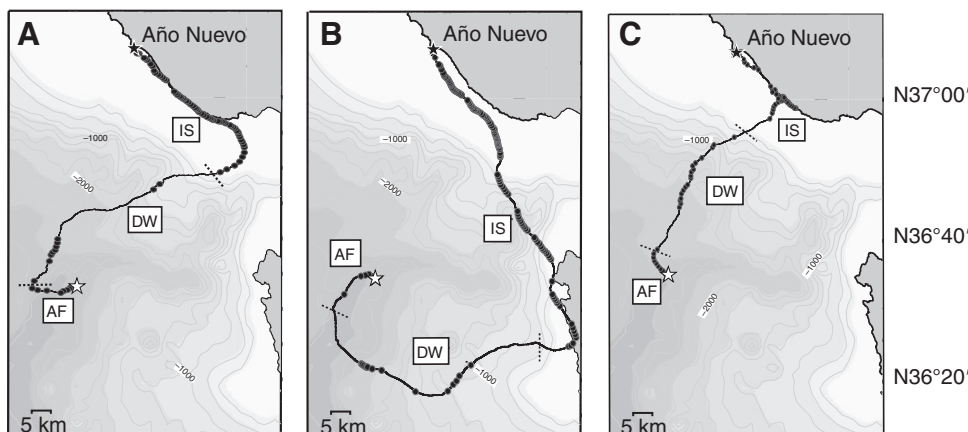 A
Año Nuevo
IS
–1000
–2000
DW
AF
–1000
5 km
B
Año Nuevo
–1000
–2000
IS
AF
DW
–1000
5 km
C
Año Nuevo
IS
–1000
DW
–1000
AF
–2000
5 km
N37°00′
N36°40′
N36°20′